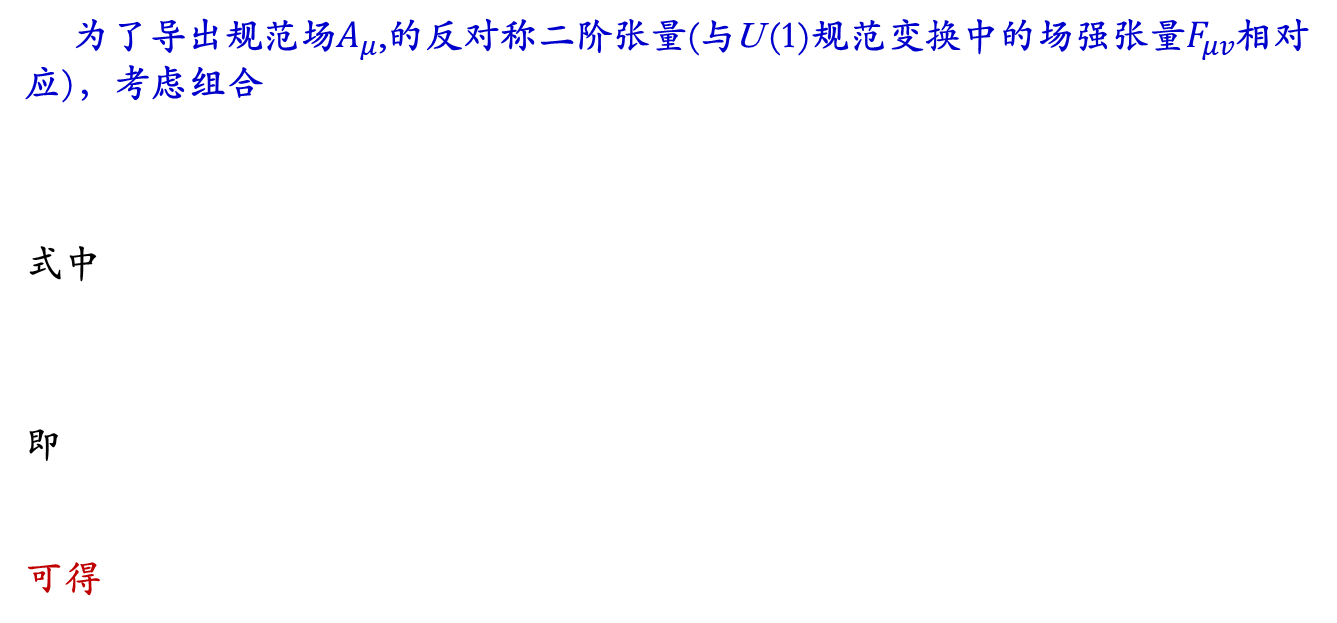 为了导出规范场A_μ,的反对称二阶张量(与U(1)规范变换中的场强张量F_μv相对
应)，考虑组合
式中
即
可得